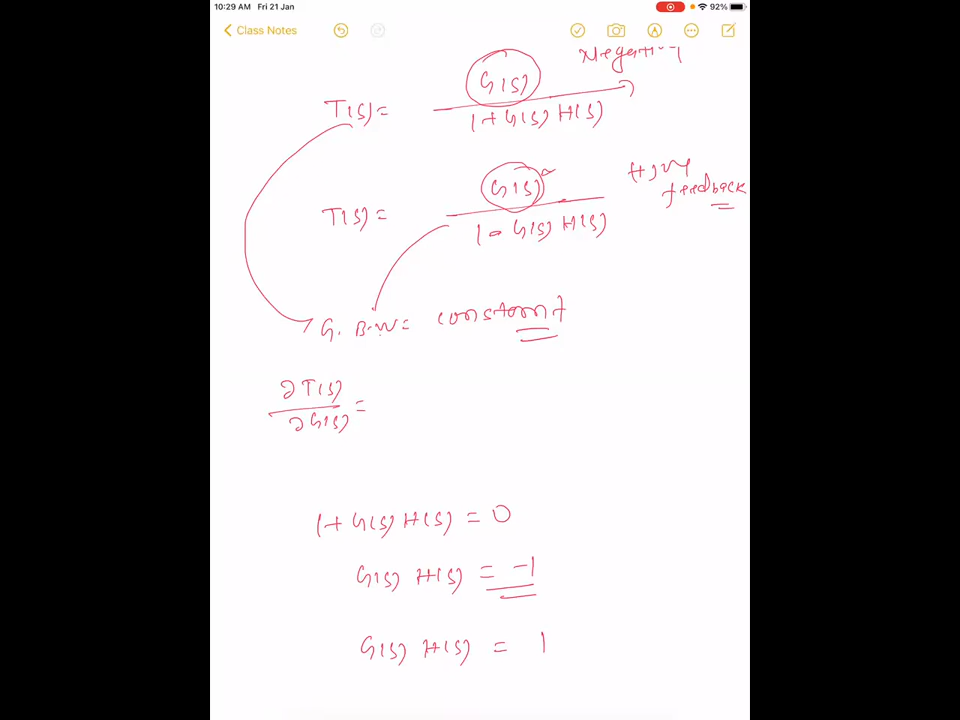 10:29 AM Fri 21 Jan 92%
Class Notes
Negative
T(s) = G(s) / 1 + G(s) H(s)
T(s) = G(s) / 1 - G(s) H(s) (+)ve feedback
G. B.W = constant
∂T(s) / ∂G(s) =
1 + G(s) H(s) = 0
G(s) H(s) = -1
G(s) H(s) = 1